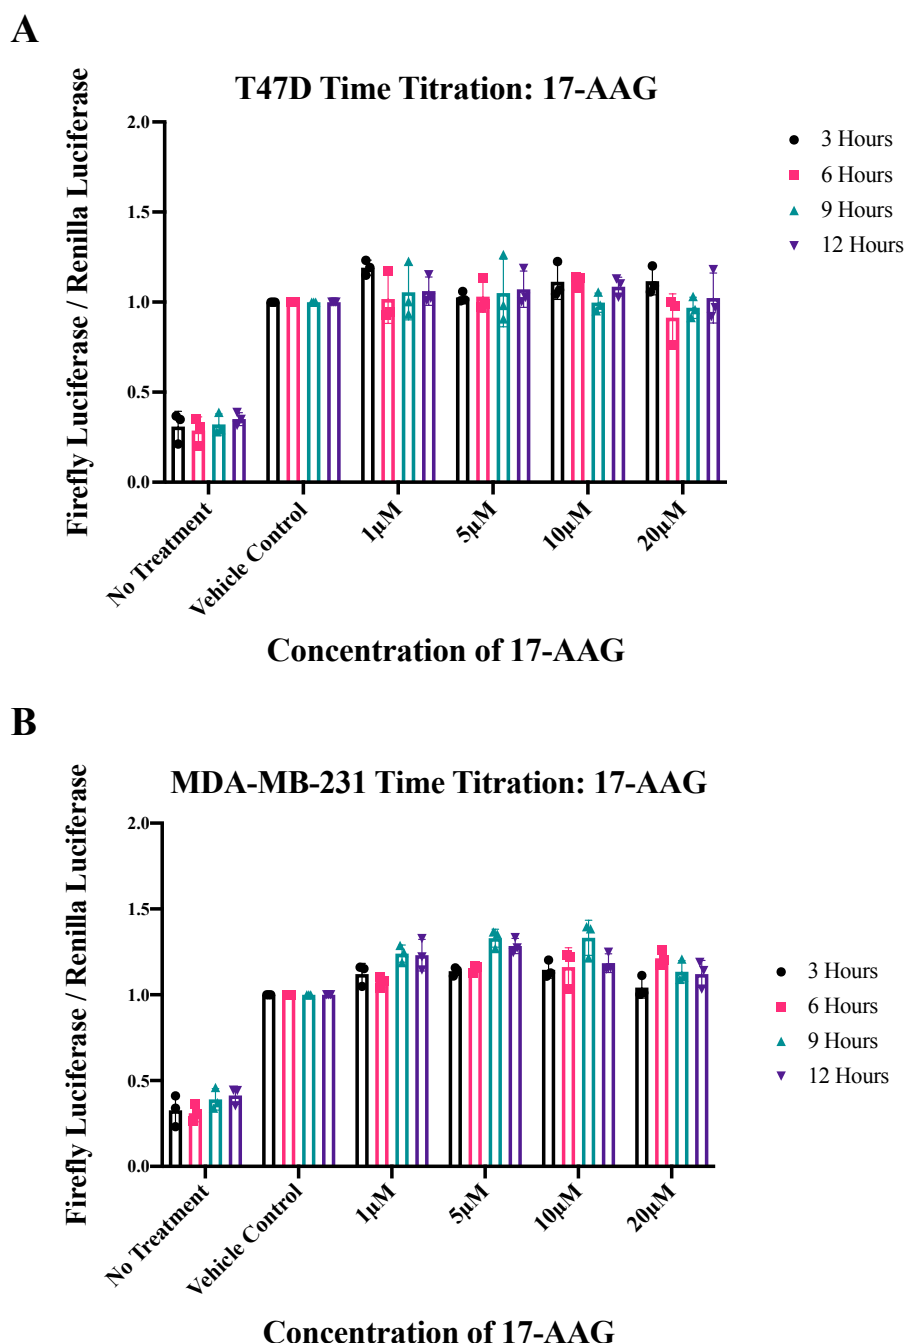 A
T47D Time Titration: 17-AAG
Firefly Luciferase / Renilla Luciferase
2.0
1.5
1.0
0.5
0.0
No Treatment
Vehicle Control
1μM
5μM
10μM
20μM
Concentration of 17-AAG
3 Hours
6 Hours
9 Hours
12 Hours
B
MDA-MB-231 Time Titration: 17-AAG
Firefly Luciferase / Renilla Luciferase
2.0
1.5
1.0
0.5
0.0
No Treatment
Vehicle Control
1μM
5μM
10μM
20μM
Concentration of 17-AAG
3 Hours
6 Hours
9 Hours
12 Hours